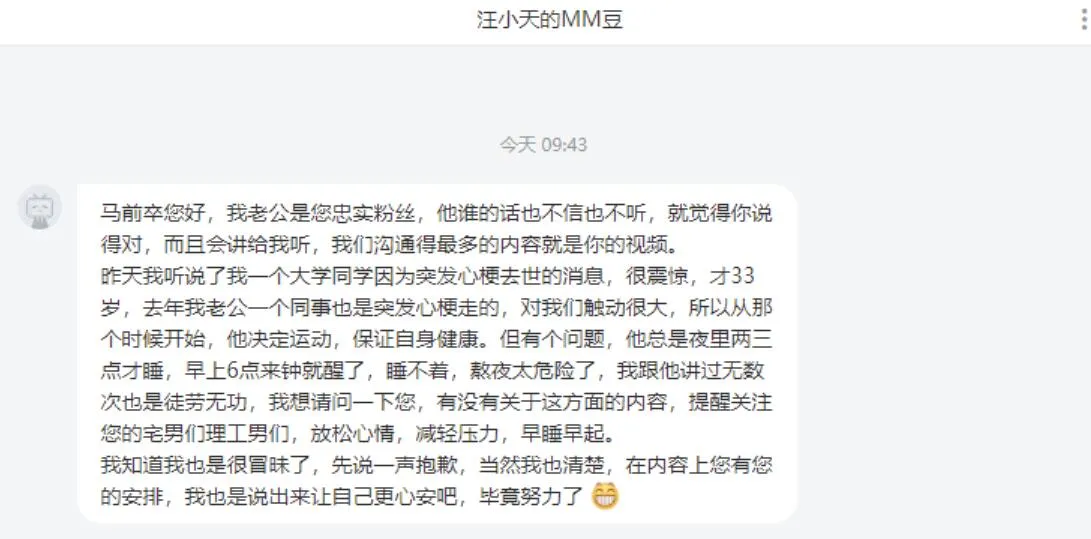 汪小天的MM豆
今天 09:43
马前卒您好，我老公是您忠实粉丝，他谁的话也不信也不听，就觉得你说
得对，而且会讲给我听，我们沟通得最多的内容就是你的视频。
昨天我听说了我一个大学同学因为突发心梗去世的消息，很震惊，才33
岁，去年我老公一个同事也是突发心梗走的，对我们触动很大，所以从那
个时候开始，他决定运动，保证自身健康。但有个问题，他总是夜里两三
点才睡，早上6点来钟就醒了，睡不着，熬夜太危险了，我跟他讲过无数
次也是徒劳无功，我想请问一下您，有没有关于这方面的内容，提醒关注
您的宅男们理工男们，放松心情，减轻压力，早睡早起。
我知道我也是很冒昧了，先说一声抱歉，当然我也清楚，在内容上您有您
的安排，我也是说出来让自己更心安吧，毕竟努力了 😁